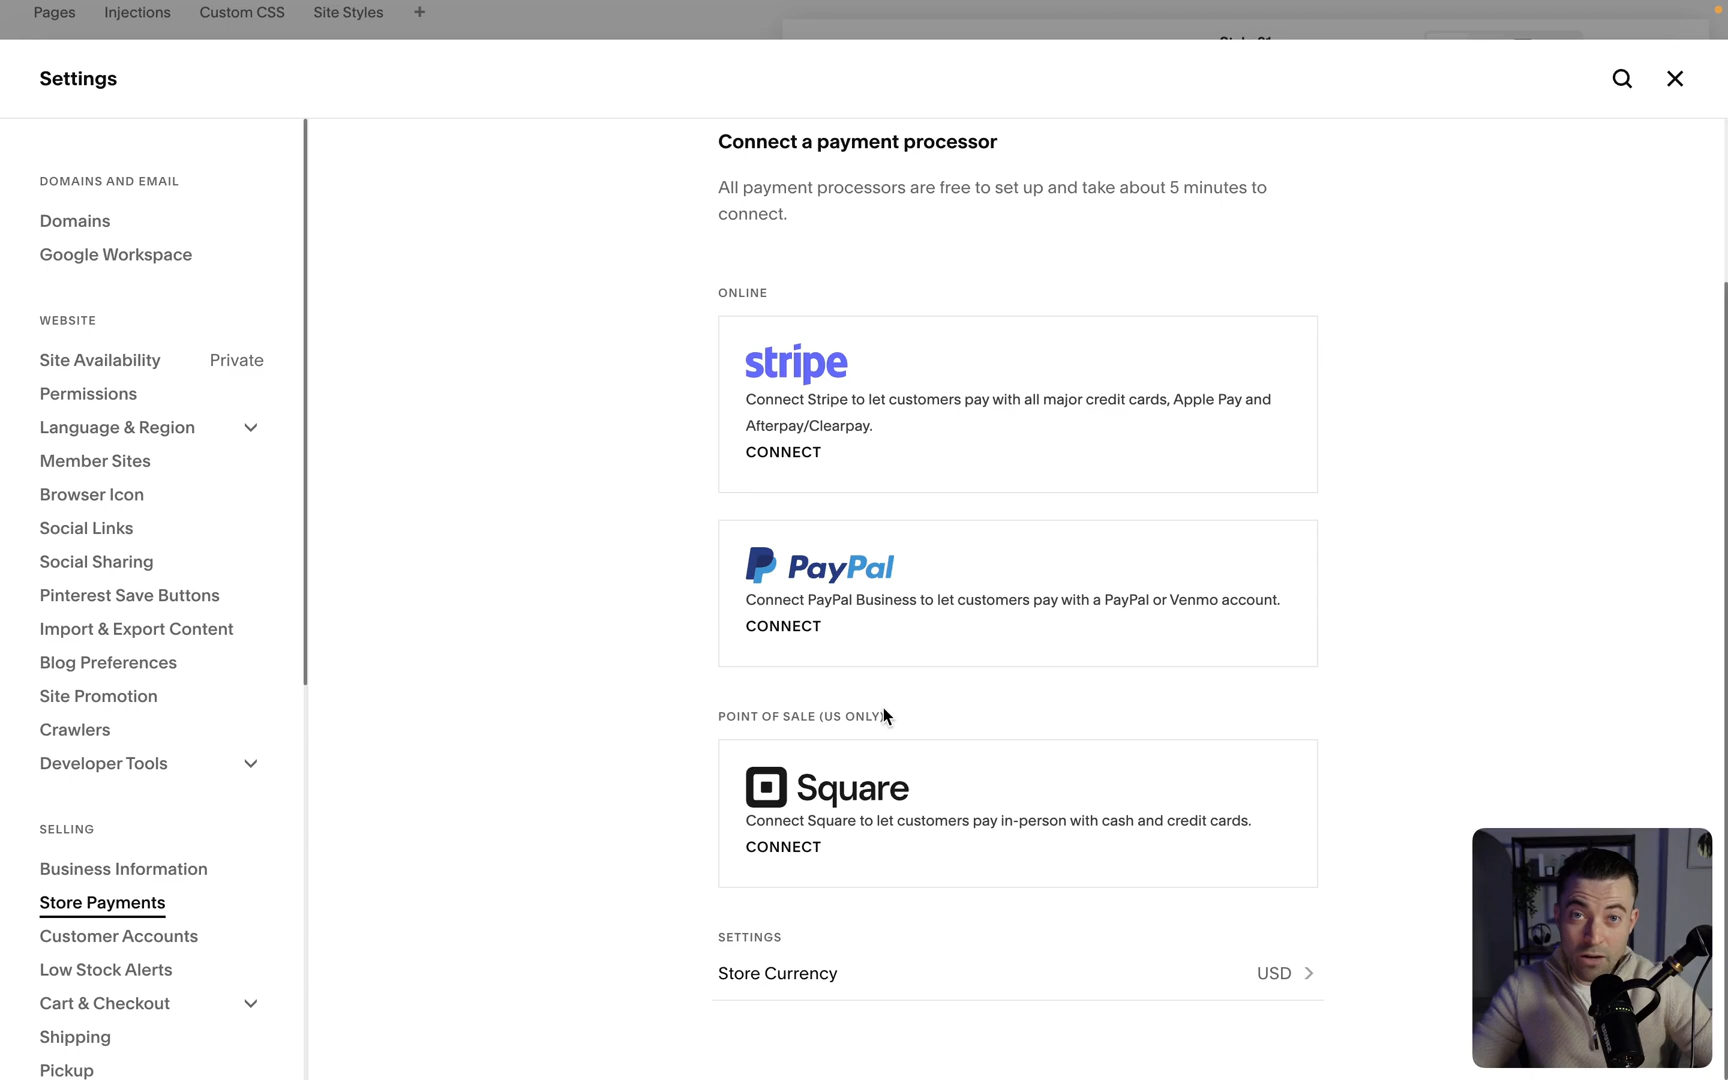 Pages Injections Custom CSS Site Styles +
Settings
DOMAINS AND EMAIL
Domains
Google Workspace
WEBSITE
Site Availability Private
Permissions
Language & Region
Member Sites
Browser Icon
Social Links
Social Sharing
Pinterest Save Buttons
Import & Export Content
Blog Preferences
Site Promotion
Crawlers
Developer Tools
SELLING
Business Information
Store Payments
Customer Accounts
Low Stock Alerts
Cart & Checkout
Shipping
Pickup
Connect a payment processor
All payment processors are free to set up and take about 5 minutes to
connect.
ONLINE
stripe
Connect Stripe to let customers pay with all major credit cards, Apple Pay and
Afterpay/Clearpay.
CONNECT
PayPal
Connect PayPal Business to let customers pay with a PayPal or Venmo account.
CONNECT
POINT OF SALE (US ONLY)
Square
Connect Square to let customers pay in-person with cash and credit cards.
CONNECT
SETTINGS
Store Currency USD